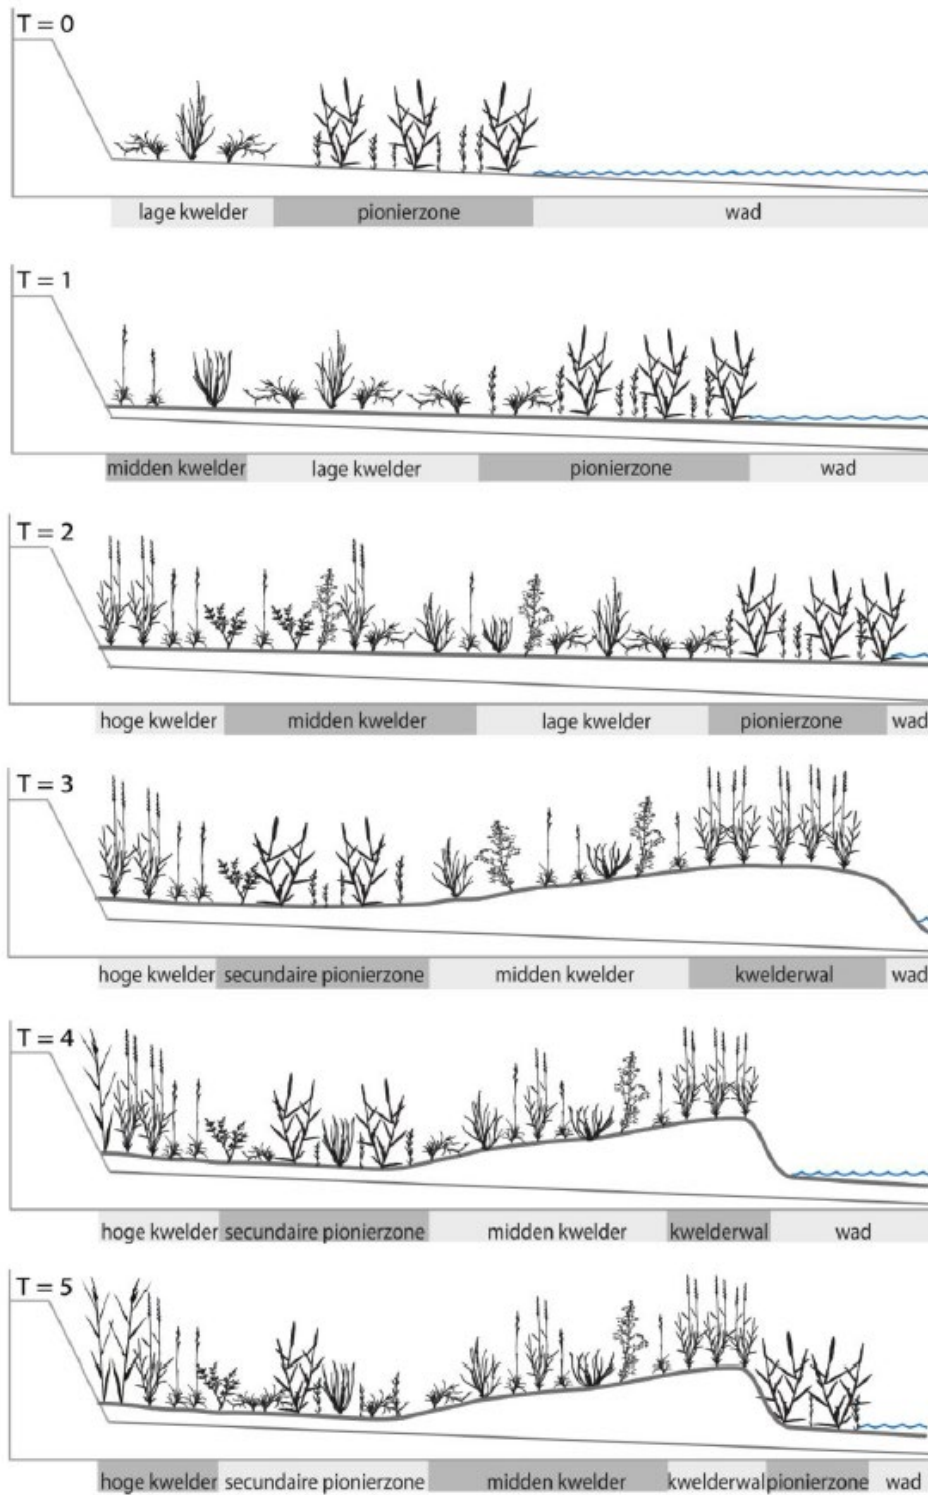 T = 0
lage kwelder pionierzone wad
T = 1
midden kwelder lage kwelder pionierzone wad
T = 2
hoge kwelder midden kwelder lage kwelder pionierzone wad
T = 3
hoge kwelder secundaire pionierzone midden kwelder kwelderwal wad
T = 4
hoge kwelder secundaire pionierzone midden kwelder kwelderwal wad
T = 5
hoge kwelder secundaire pionierzone midden kwelder kwelderwal pionierzone wad